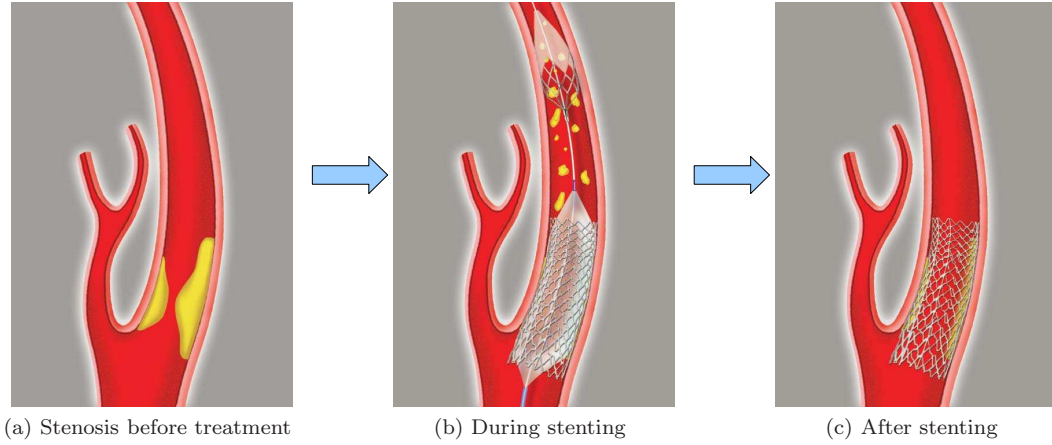 (a) Stenosis before treatment
(b) During stenting
(c) After stenting